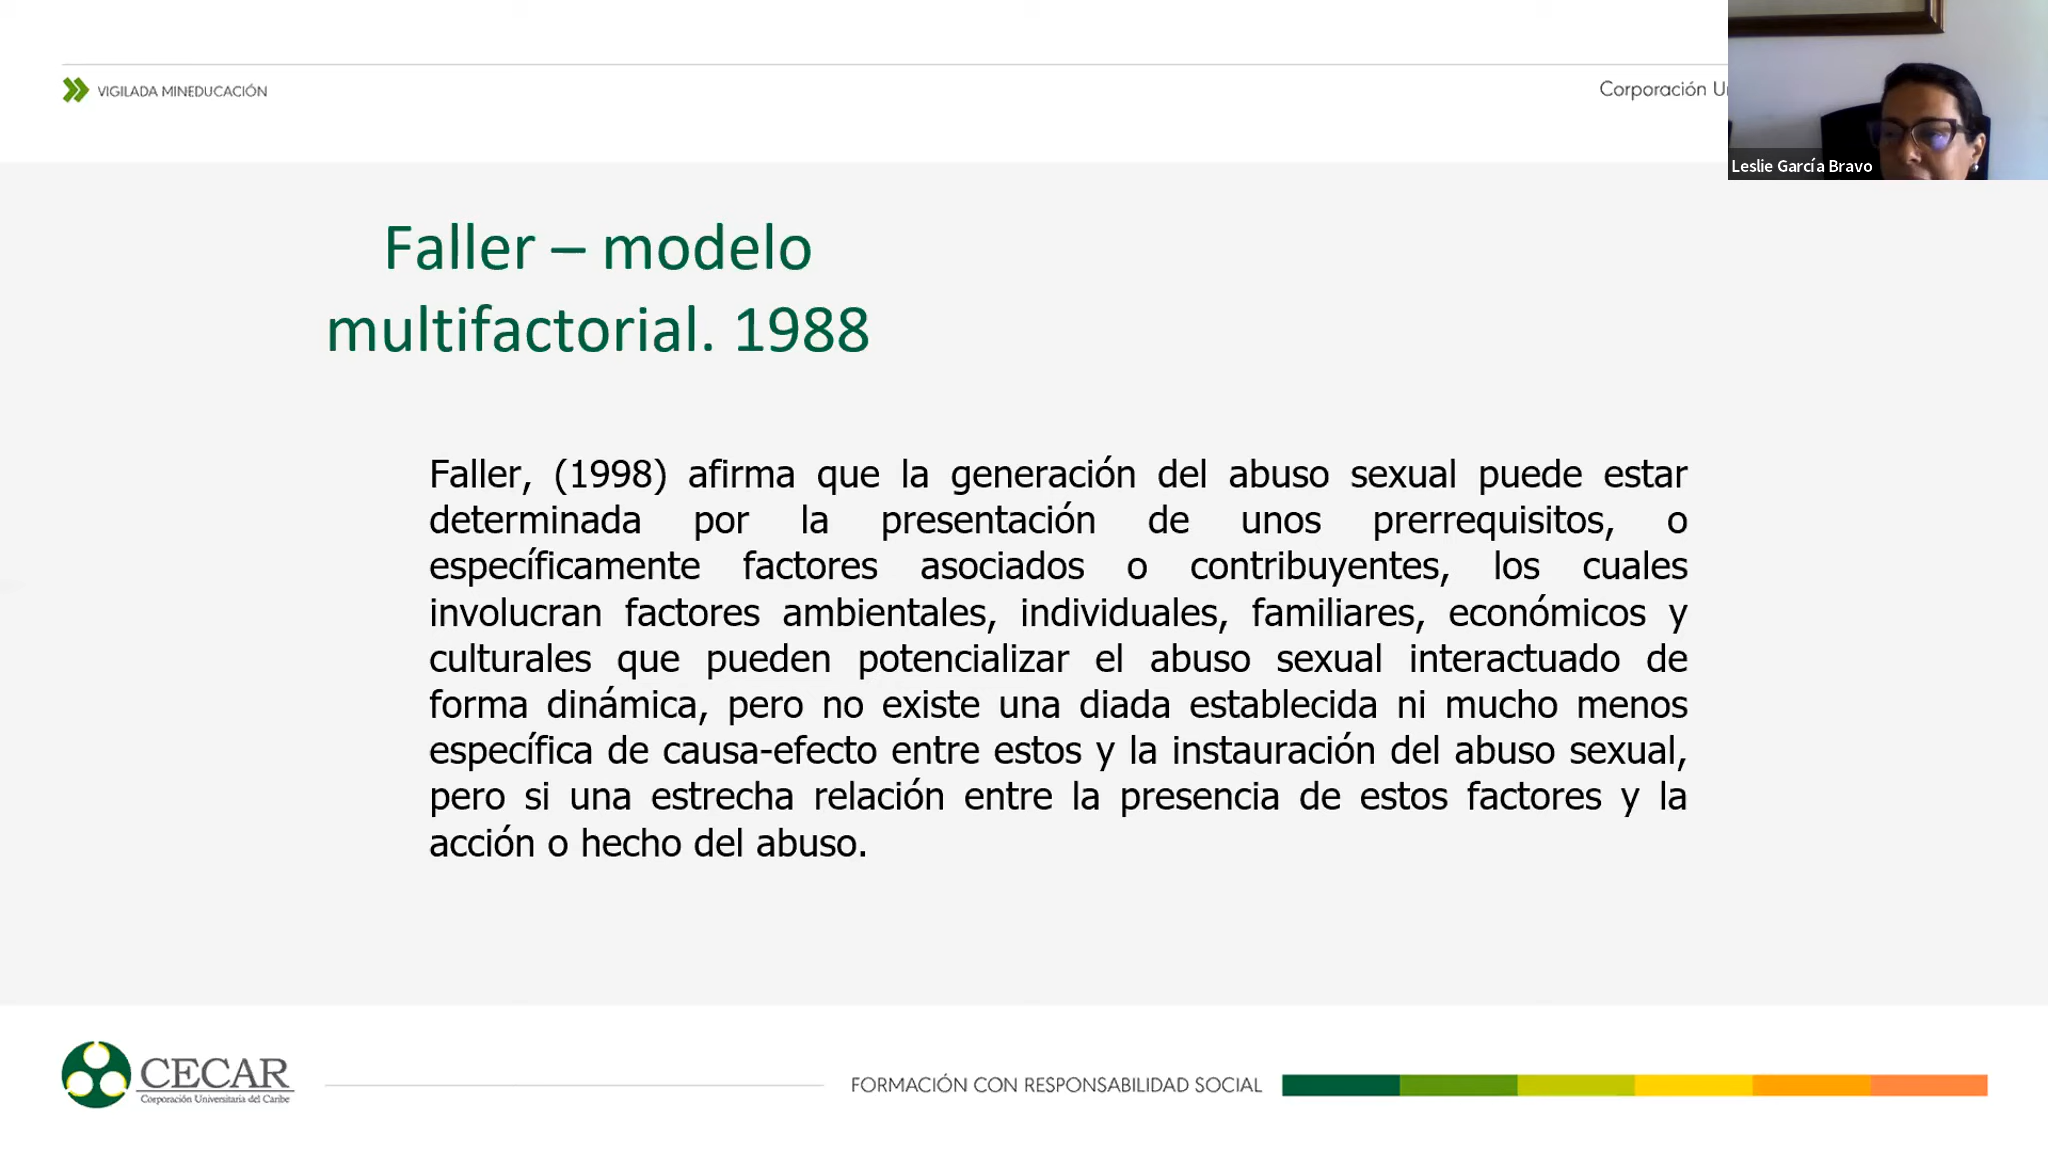 VIGILADA MINEDUCACIÓN
Corporación
Leslie García Bravo
Faller – modelo
multifactorial. 1988
Faller, (1998) afirma que la generación del abuso sexual puede estar
determinada por la presentación de unos prerrequisitos, o
específicamente factores asociados o contribuyentes, los cuales
involucran factores ambientales, individuales, familiares, económicos y
culturales que pueden potencializar el abuso sexual interactuado de
forma dinámica, pero no existe una diada establecida ni mucho menos
específica de causa-efecto entre estos y la instauración del abuso sexual,
pero si una estrecha relación entre la presencia de estos factores y la
acción o hecho del abuso.
CECAR
Corporación Universitaria del Caribe
FORMACIÓN CON RESPONSABILIDAD SOCIAL